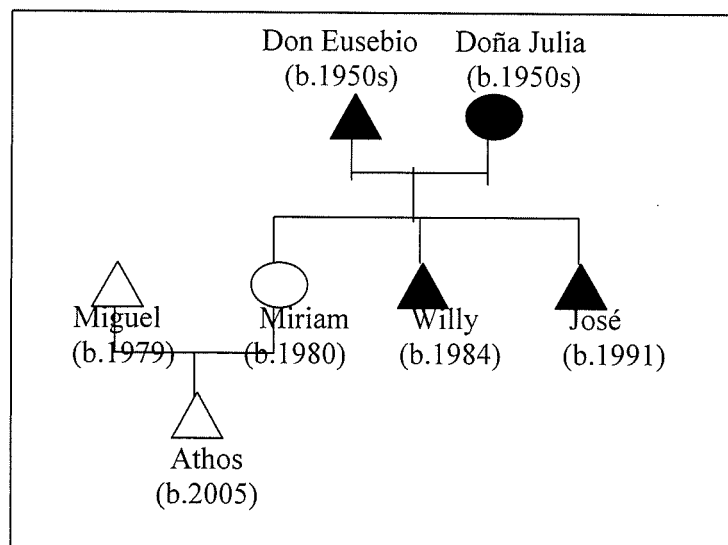 Don Eusebio
(b.1950s)
Doña Julia
(b.1950s)
Miguel
(b.1979)
Miriam
(b.1980)
Willy
(b.1984)
José
(b.1991)
Athos
(b.2005)